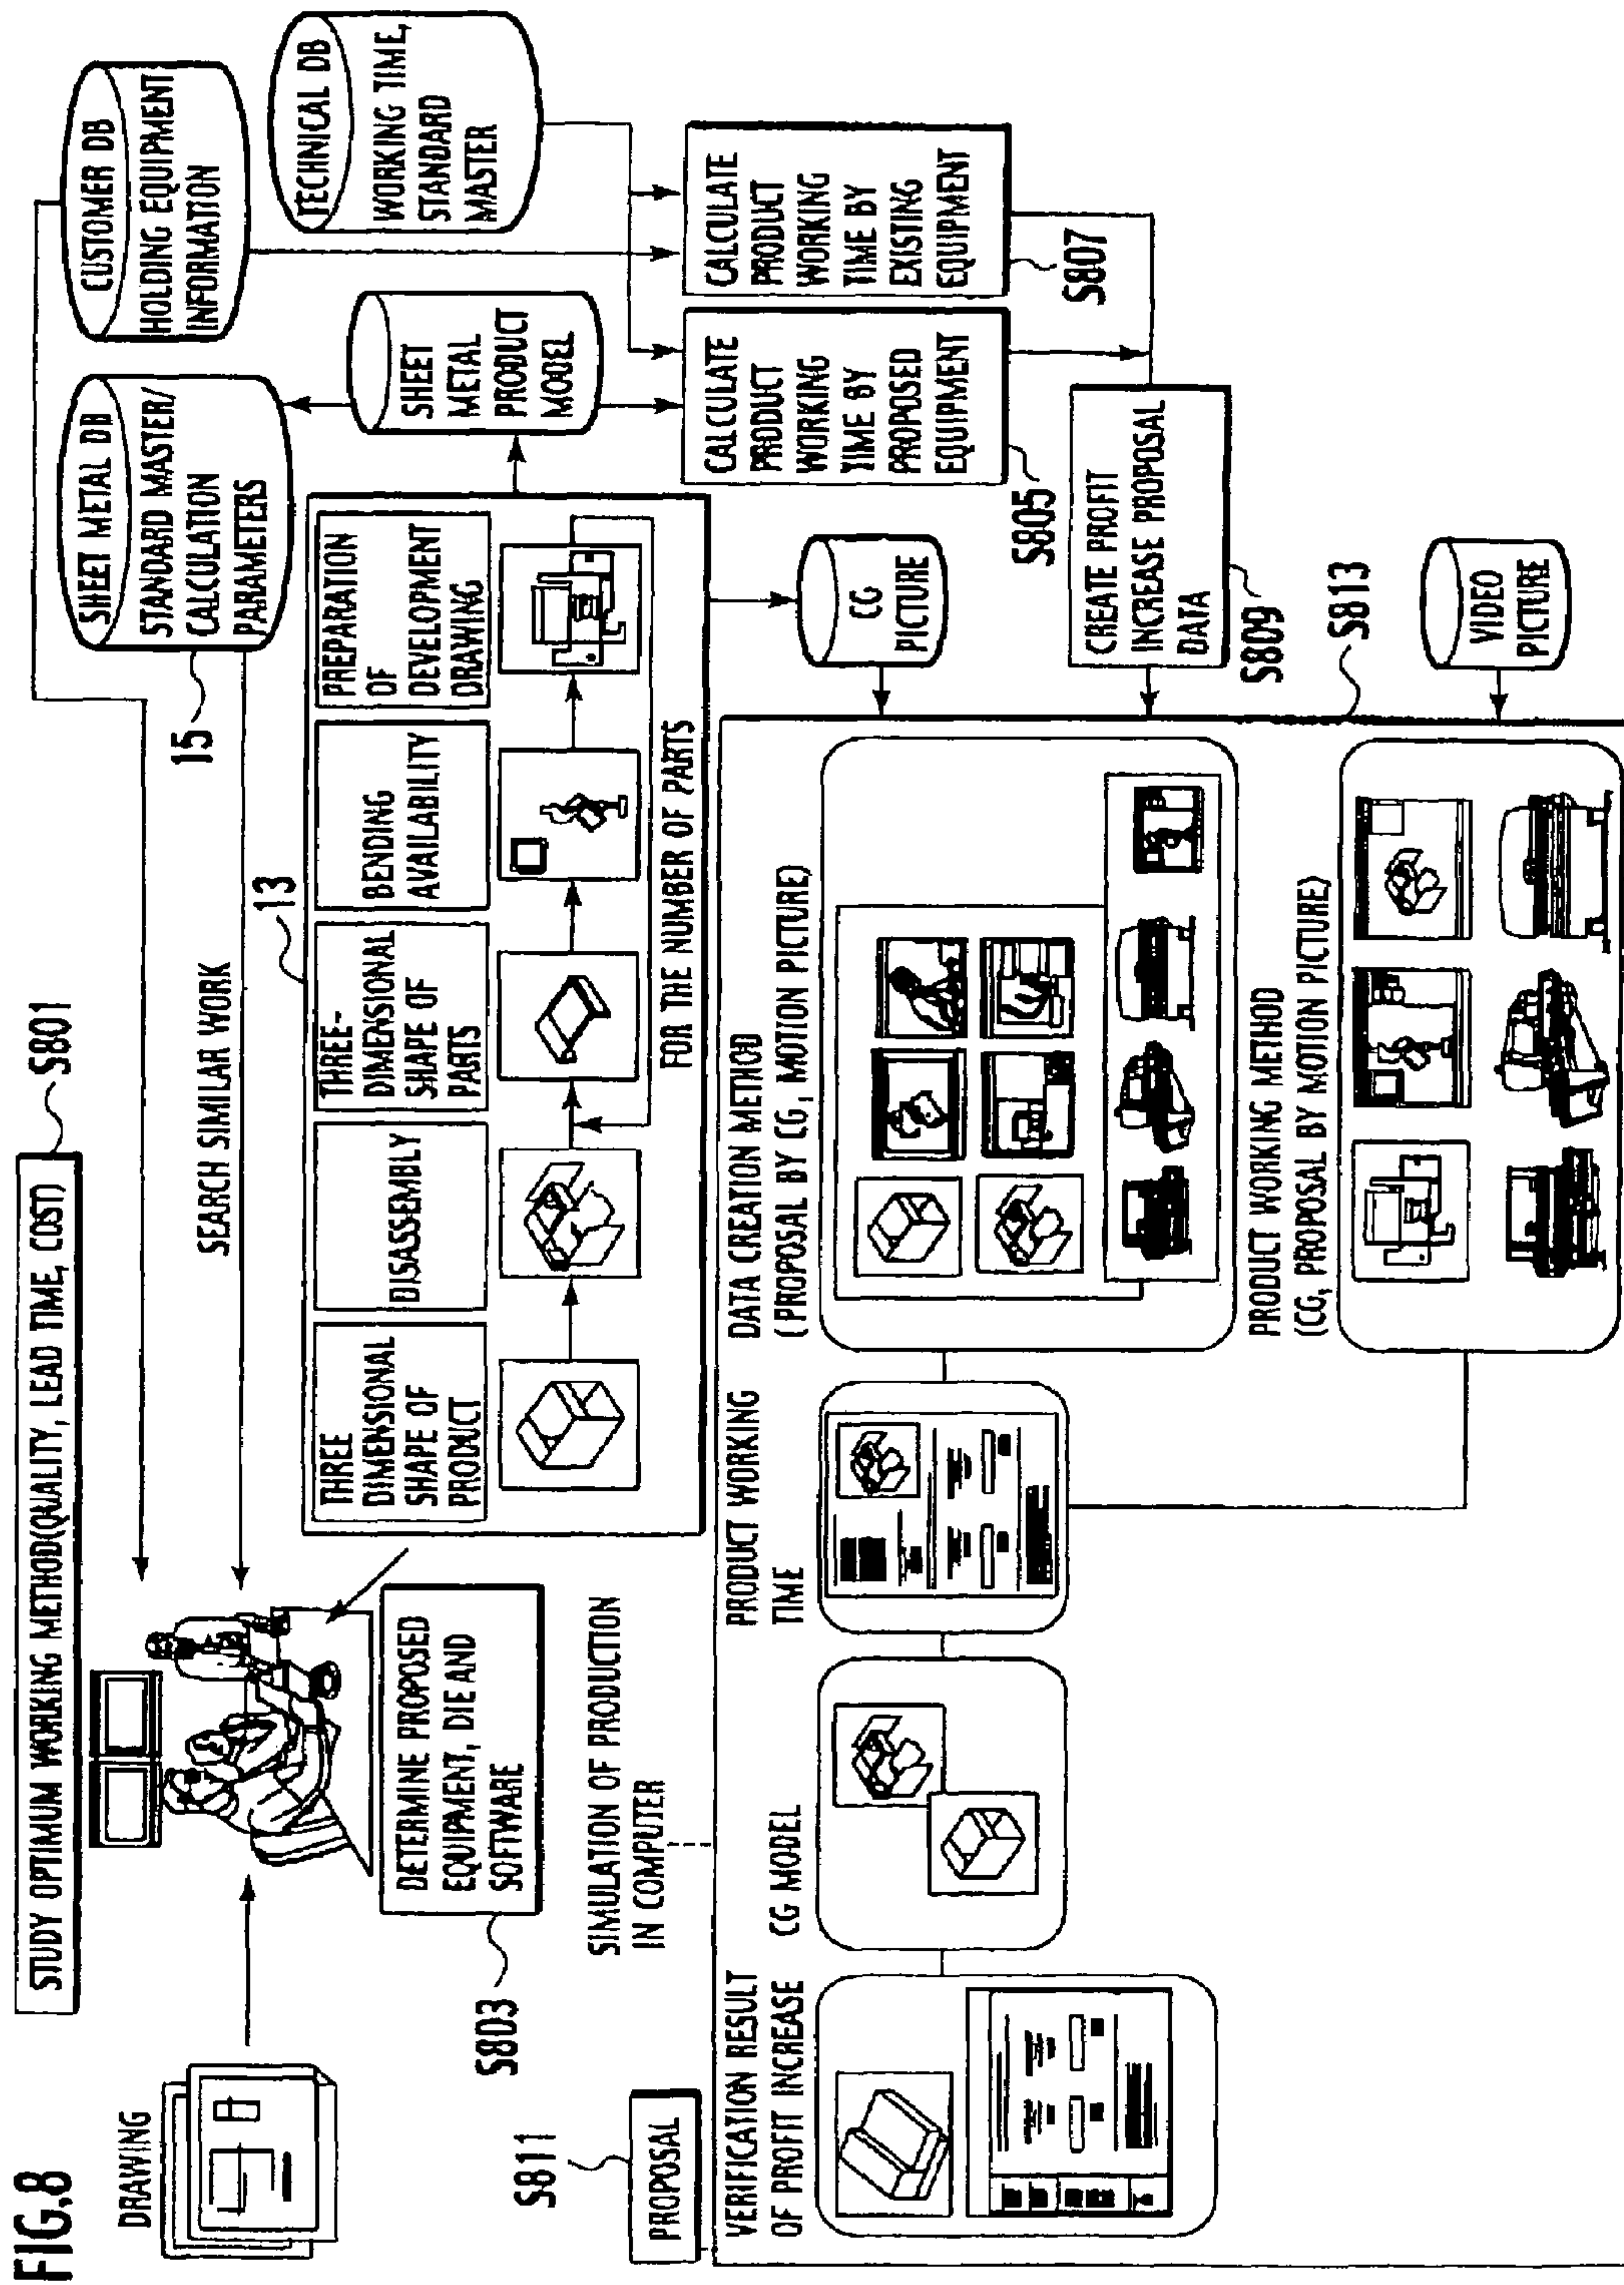 FIG.8
STUDY OPTIMUM WORKING METHOD(QUALITY, LEAD TIME, COST)
S801
DRAWING
SEARCH SIMILAR WORK
SHEET METAL DB
STANDARD MASTER/
CALCULATION
PARAMETERS
15
CUSTOMER DB
HOLDING EQUIPMENT
INFORMATION
TECHNICAL DB
WORKING TIME,
STANDARD
MASTER
DETERMINE PROPOSED
EQUIPMENT, DIE AND
SOFTWARE
S803
13
THREE
DIMENSIONAL
SHAPE OF
PRODUCT
DISASSEMBLY
THREE-
DIMENSIONAL
SHAPE OF
PARTS
BENDING
AVAILABILITY
PREPARATION
OF
DEVELOPMENT
DRAWING
FOR THE NUMBER OF PARTS
SHEET
METAL
PRODUCT
MODEL
CALCULATE
PRODUCT
WORKING
TIME BY
PROPOSED
EQUIPMENT
S805
CALCULATE
PRODUCT
WORKING
TIME BY
EXISTING
EQUIPMENT
S807
SIMULATION OF PRODUCTION
IN COMPUTER
CG
PICTURE
CREATE PROFIT
INCREASE PROPOSAL
DATA
S809
S811
PROPOSAL
S813
VIDEO
PICTURE
VERIFICATION RESULT
OF PROFIT INCREASE
CG MODEL
PRODUCT WORKING
TIME
DATA CREATION METHOD
(PROPOSAL BY CG, MOTION PICTURE)
PRODUCT WORKING METHOD
(CG, PROPOSAL BY MOTION PICTURE)